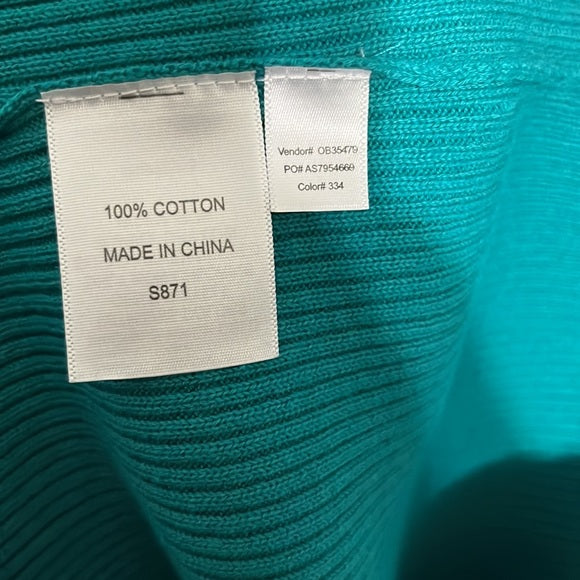 100% COTTON
MADE IN CHINA
S871
Vendor# OB35479
PO# AS7954669
Color# 334